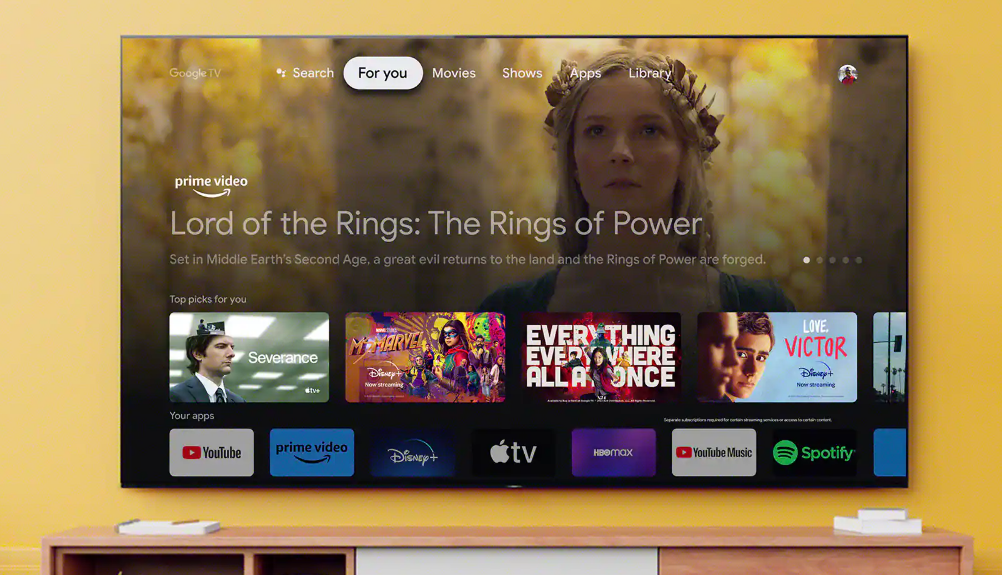 Google TV
Search
For you
Movies
Shows
Apps
Library
prime video
Lord of the Rings: The Rings of Power
Set in Middle Earth's Second Age, a great evil returns to the land and the Rings of Power are forged.
Top picks for you
Severance
tv+
MARVEL STUDIOS
MS MARVEL
Disney+
Now streaming
EVERYTHING
EVERYWHERE
ALL AT ONCE
LOVE,
VICTOR
Disney+
Now streaming
Your apps
Separate subscriptions required for certain streaming services or access to certain content.
YouTube
prime video
Disney+
tv
HBOmax
YouTube Music
Spotify